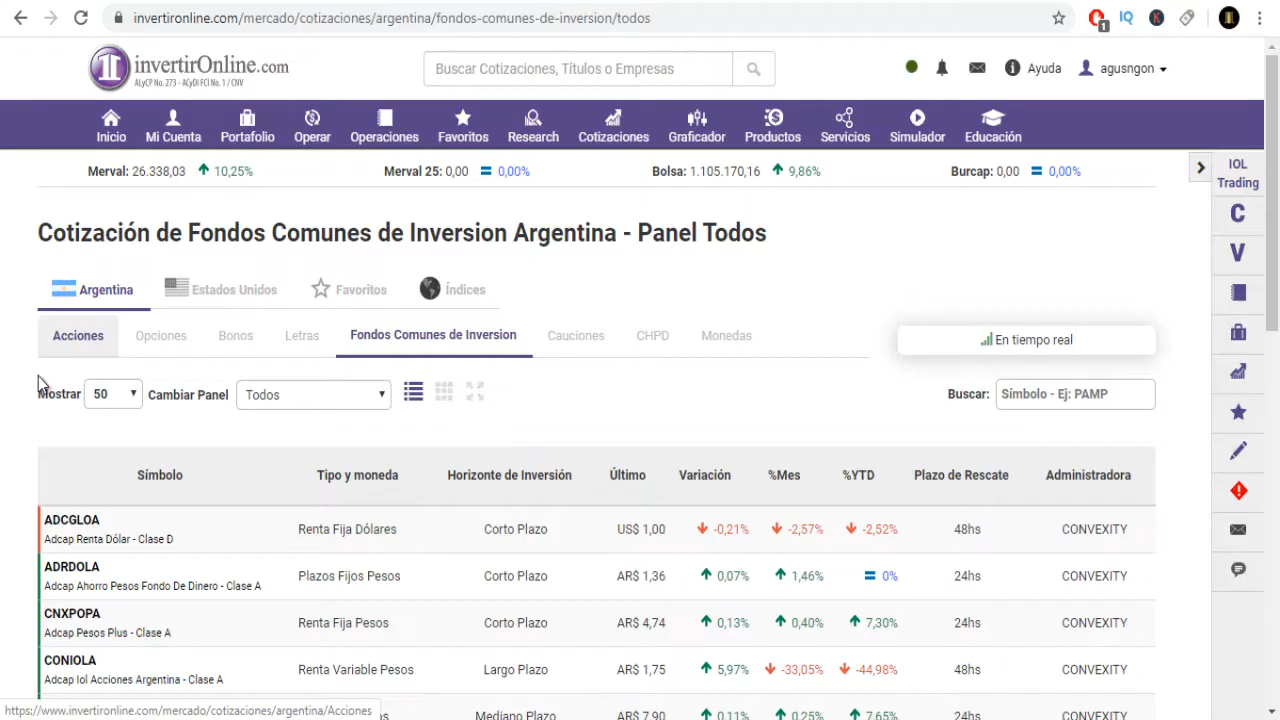 invertironline.com/mercado/cotizaciones/argentina/fondos-comunes-de-inversion/todos
1
IQ
K
invertirOnline.com
ALyCP No. 273 - ACyDI FCI No. 1 / CNV
Buscar Cotizaciones, Títulos o Empresas
Ayuda
agusngon
Inicio
Mi Cuenta
Portafolio
Operar
Operaciones
Favoritos
Research
Cotizaciones
Graficador
Productos
Servicios
Simulador
Educación
Merval: 26.338,03 10,25%
Merval 25: 0,00 0,00%
Bolsa: 1.105.170,16 9,86%
Burcap: 0,00 0,00%
IOL
Trading
C
V
Cotización de Fondos Comunes de Inversion Argentina - Panel Todos
Argentina
Estados Unidos
Favoritos
Índices
Acciones
Opciones
Bonos
Letras
Fondos Comunes de Inversion
Cauciones
CHPD
Monedas
En tiempo real
Mostrar 50 Cambiar Panel Todos
Buscar: Símbolo - Ej: PAMP
Símbolo Tipo y moneda Horizonte de Inversión Último Variación %Mes %YTD Plazo de Rescate Administradora
ADCGLOA
Adcap Renta Dólar - Clase D
Renta Fija Dólares Corto Plazo US$ 1,00 -0,21% -2,57% -2,52% 48hs CONVEXITY
ADRDOLA
Adcap Ahorro Pesos Fondo De Dinero - Clase A
Plazos Fijos Pesos Corto Plazo AR$ 1,36 0,07% 1,46% 0% 24hs CONVEXITY
CNXPOPA
Adcap Pesos Plus - Clase A
Renta Fija Pesos Corto Plazo AR$ 4,74 0,13% 0,40% 7,30% 24hs CONVEXITY
CONIOLA
Adcap Iol Acciones Argentina - Clase A
Renta Variable Pesos Largo Plazo AR$ 1,75 5,97% -33,05% -44,98% 48hs CONVEXITY
Mediano Plazo AR$ 7,90 0,11% 0,25% 7,65% 24hs CONVEXITY
https://www.invertironline.com/mercado/cotizaciones/argentina/Acciones